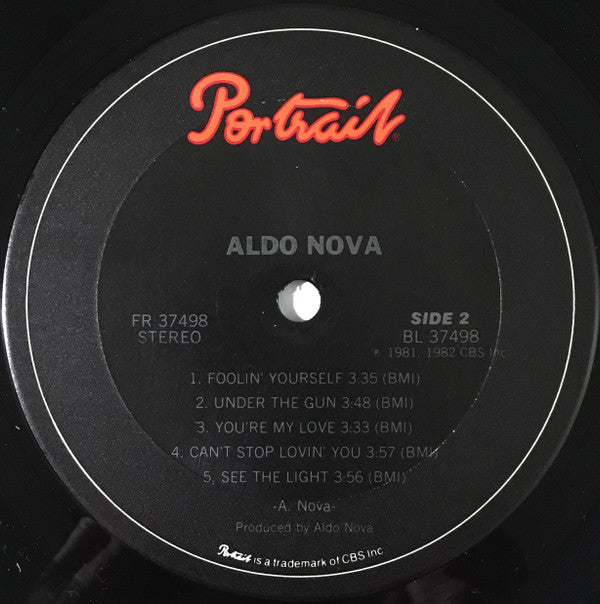 Portrait®
ALDO NOVA
FR 37498
STEREO
SIDE 2
BL 37498
℗ 1981, 1982 CBS Inc.
1. FOOLIN' YOURSELF 3:35 (BMI)
2. UNDER THE GUN 3:48 (BMI)
3. YOU'RE MY LOVE 3:33 (BMI)
4. CAN'T STOP LOVIN' YOU 3:57 (BMI)
5. SEE THE LIGHT 3:56 (BMI)
-A. Nova-
Produced by Aldo Nova
Portrait is a trademark of CBS Inc